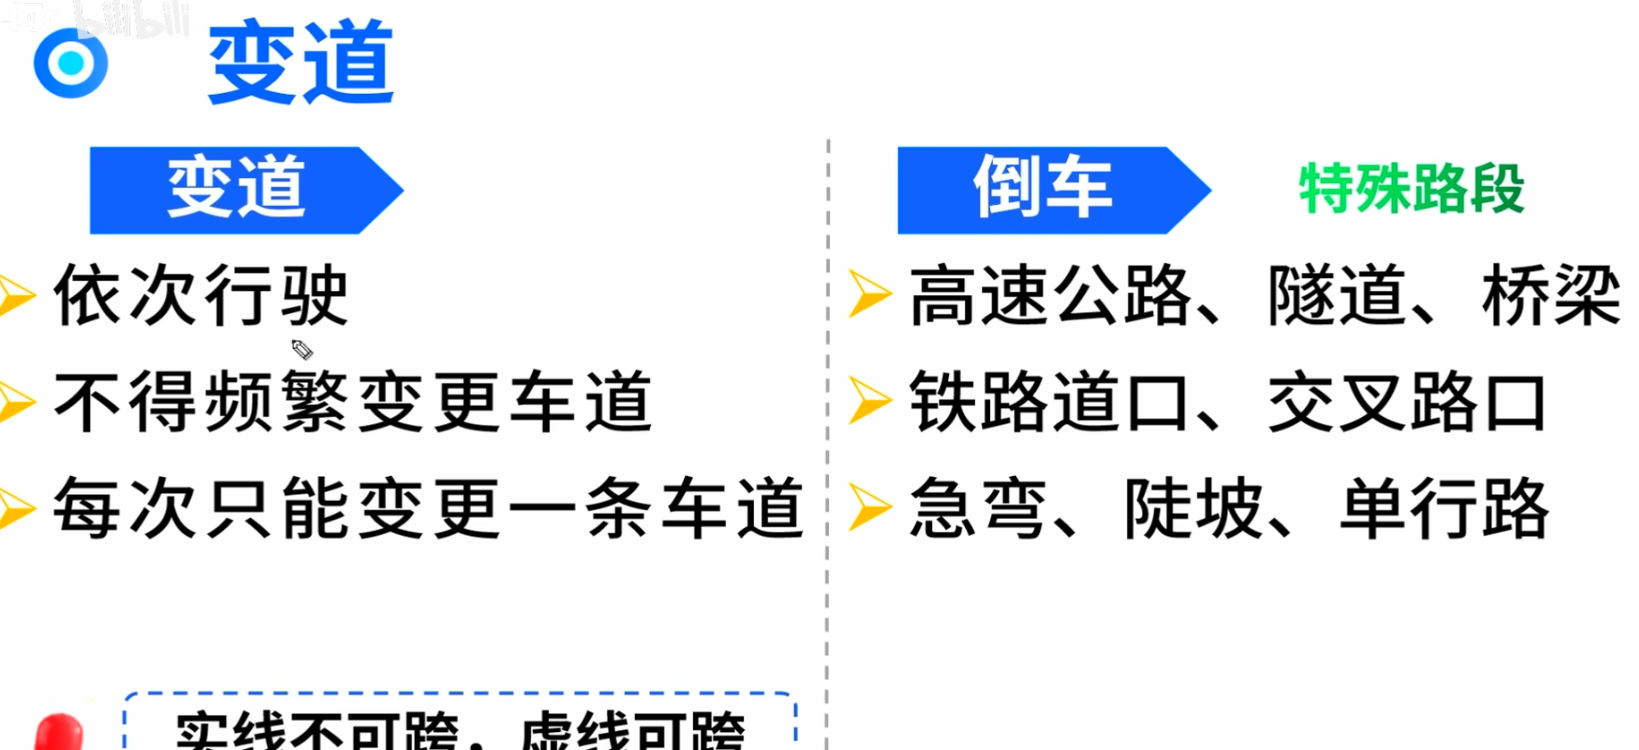 bilibili
变道
变道
依次行驶
不得频繁变更车道
每次只能变更一条车道
实线不可跨，虚线可跨
倒车 特殊路段
高速公路、隧道、桥梁
铁路道口、交叉路口
急弯、陡坡、单行路